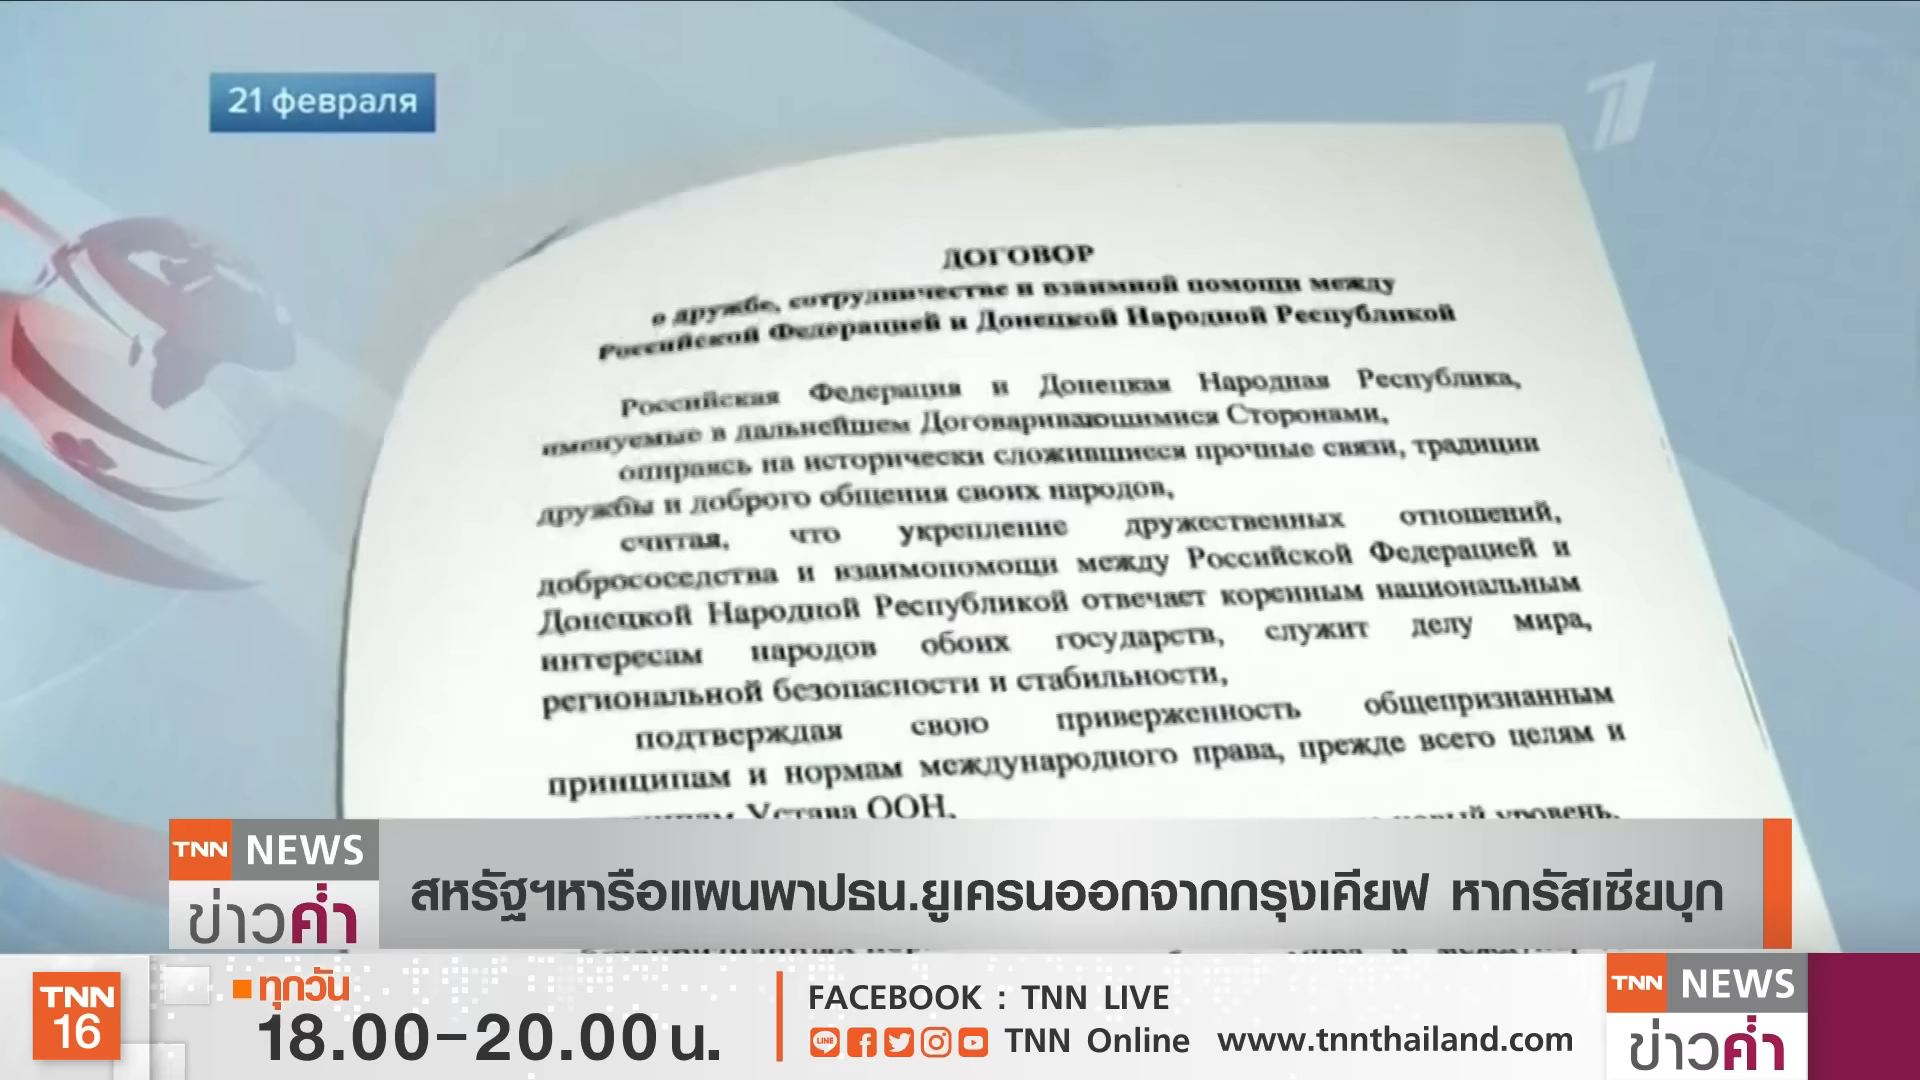 21 февраля
ДОГОВОР
о дружбе, сотрудничестве и взаимной помощи между
Российской Федерацией и Донецкой Народной Республикой
Российская Федерация и Донецкая Народная Республика,
именуемые в дальнейшем Договаривающимися Сторонами,
опираясь на исторически сложившиеся прочные связи, традиции
дружбы и доброго общения своих народов,
считая, что укрепление дружественных отношений,
добрососедства и взаимопомощи между Российской Федерацией и
Донецкой Народной Республикой отвечает коренным национальным
интересам народов обоих государств, служит делу мира,
региональной безопасности и стабильности,
подтверждая свою приверженность общепризнанным
принципам и нормам международного права, прежде всего целям и
Устава ООН,
уровень,
TNN NEWS
ข่าวค่ำ
สหรัฐฯหารือแผนพาปธน.ยูเครนออกจากกรุงเคียฟ หากรัสเซียบุก
TNN
16
ทุกวัน
18.00-20.00 น.
FACEBOOK : TNN LIVE
LINE TNN Online www.tnnthailand.com
TNN NEWS
ข่าวค่ำ